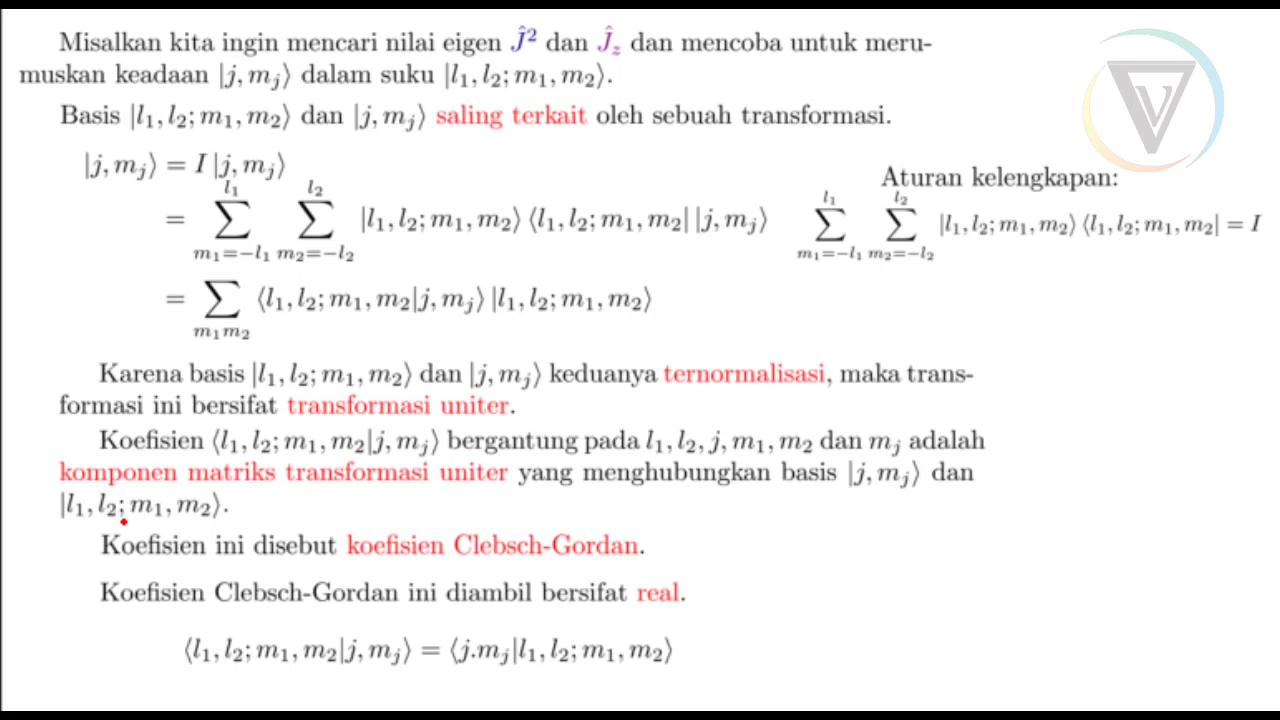 Misalkan kita ingin mencari nilai eigen Ĵ² dan Ĵ_z dan mencoba untuk meru-
muskan keadaan |j, m_j⟩ dalam suku |l₁, l₂; m₁, m₂⟩.
Basis |l₁, l₂; m₁, m₂⟩ dan |j, m_j⟩ saling terkait oleh sebuah transformasi.
|j, m_j⟩ = I |j, m_j⟩
= ∑_{m₁=−l₁}^{l₁} ∑_{m₂=−l₂}^{l₂} |l₁, l₂; m₁, m₂⟩ ⟨l₁, l₂; m₁, m₂| |j, m_j⟩
Aturan kelengkapan:
∑_{m₁=−l₁}^{l₁} ∑_{m₂=−l₂}^{l₂} |l₁, l₂; m₁, m₂⟩ ⟨l₁, l₂; m₁, m₂| = I
= ∑_{m₁m₂} ⟨l₁, l₂; m₁, m₂|j, m_j⟩ |l₁, l₂; m₁, m₂⟩
Karena basis |l₁, l₂; m₁, m₂⟩ dan |j, m_j⟩ keduanya ternormalisasi, maka trans-
formasi ini bersifat transformasi uniter.
Koefisien ⟨l₁, l₂; m₁, m₂|j, m_j⟩ bergantung pada l₁, l₂, j, m₁, m₂ dan m_j adalah
komponen matriks transformasi uniter yang menghubungkan basis |j, m_j⟩ dan
|l₁, l₂; m₁, m₂⟩.
Koefisien ini disebut koefisien Clebsch-Gordan.
Koefisien Clebsch-Gordan ini diambil bersifat real.
⟨l₁, l₂; m₁, m₂|j, m_j⟩ = ⟨j.m_j|l₁, l₂; m₁, m₂⟩